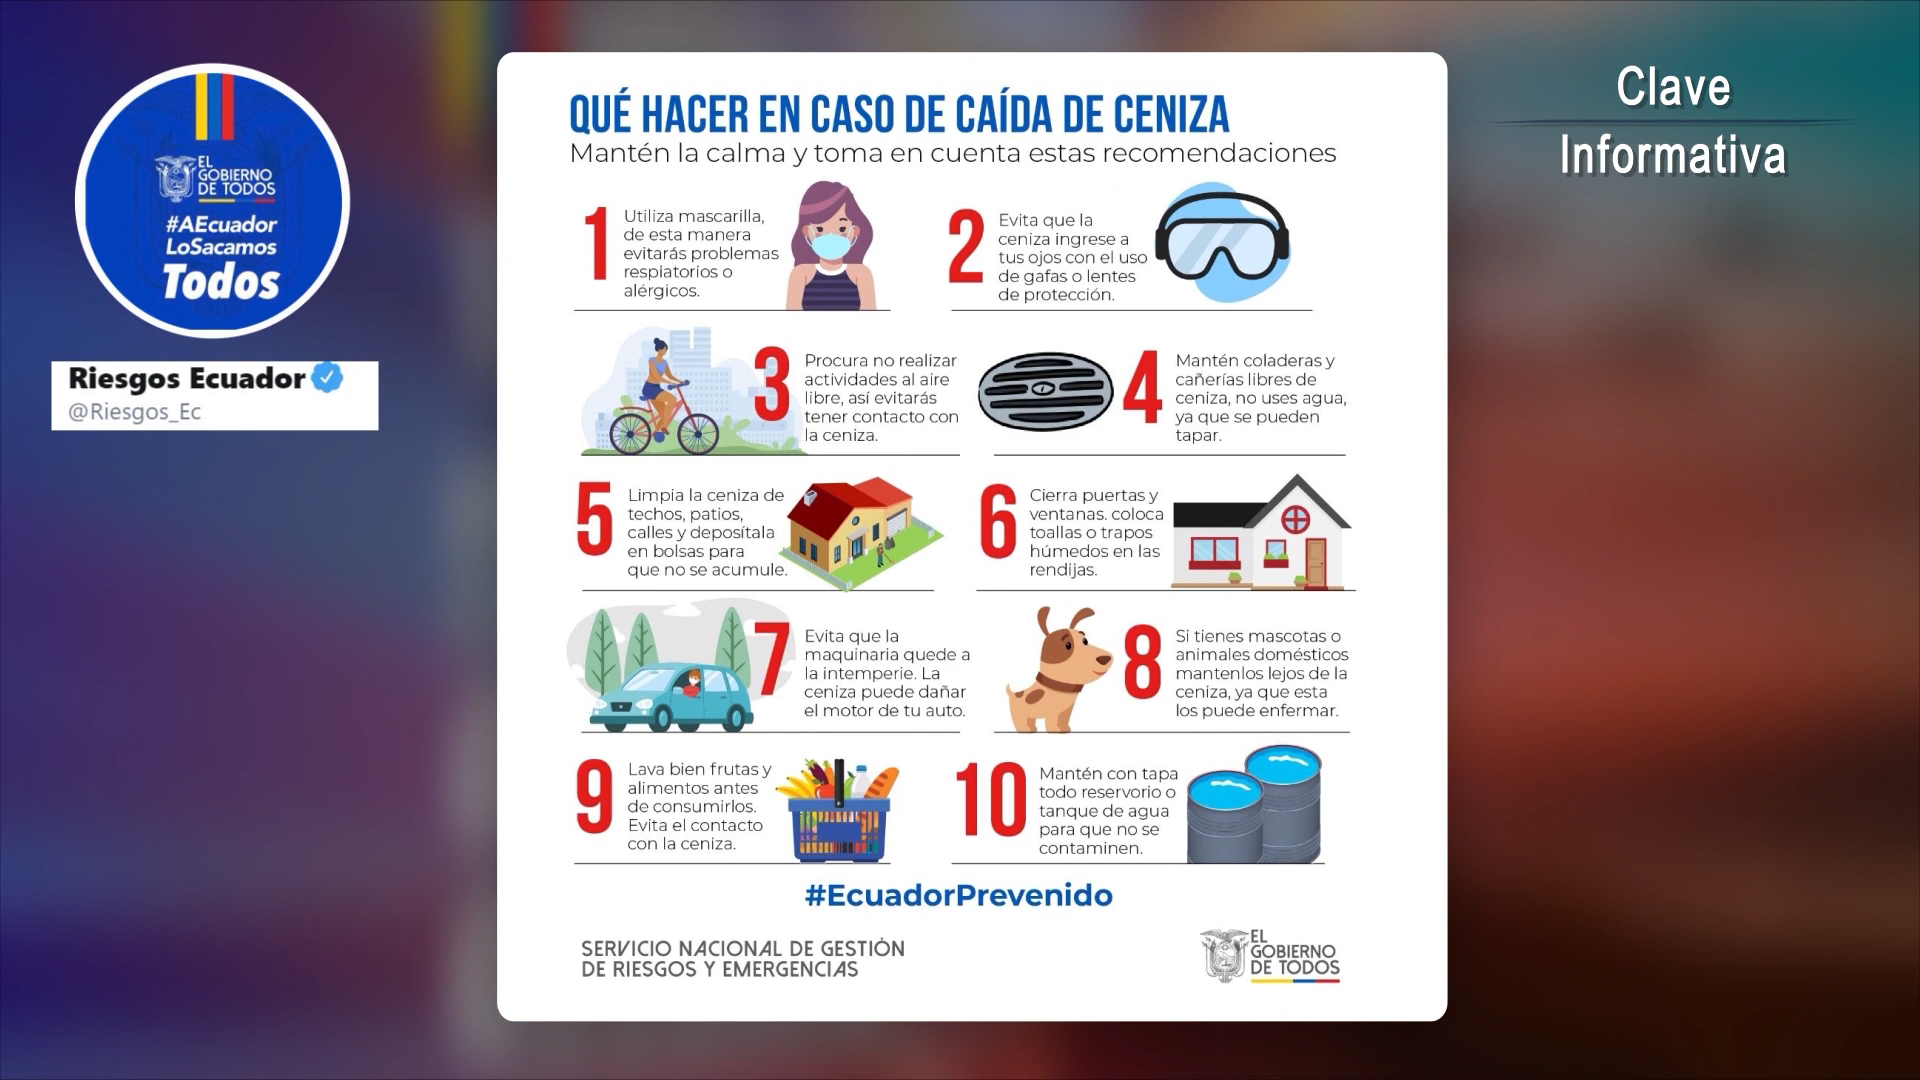 EL
GOBIERNO
DE TODOS
#AEcuador
LoSacamos
Todos
Riesgos Ecuador
@Riesgos_Ec
Clave
Informativa
QUÉ HACER EN CASO DE CAÍDA DE CENIZA
Mantén la calma y toma en cuenta estas recomendaciones
1
Utiliza mascarilla,
de esta manera
evitarás problemas
respiatorios o
alérgicos.
2
Evita que la
ceniza ingrese a
tus ojos con el uso
de gafas o lentes
de protección.
3
Procura no realizar
actividades al aire
libre, así evitarás
tener contacto con
la ceniza.
4
Mantén coladeras y
cañerías libres de
ceniza, no uses agua,
ya que se pueden
tapar.
5
Limpia la ceniza de
techos, patios,
calles y deposítala
en bolsas para
que no se acumule.
6
Cierra puertas y
ventanas. coloca
toallas o trapos
húmedos en las
rendijas.
7
Evita que la
maquinaria quede a
la intemperie. La
ceniza puede dañar
el motor de tu auto.
8
Si tienes mascotas o
animales domésticos
mantenlos lejos de la
ceniza, ya que esta
los puede enfermar.
9
Lava bien frutas y
alimentos antes
de consumirlos.
Evita el contacto
con la ceniza.
10
Mantén con tapa
todo reservorio o
tanque de agua
para que no se
contaminen.
#EcuadorPrevenido
SERVICIO NACIONAL DE GESTIÓN
DE RIESGOS Y EMERGENCIAS
EL
GOBIERNO
DE TODOS